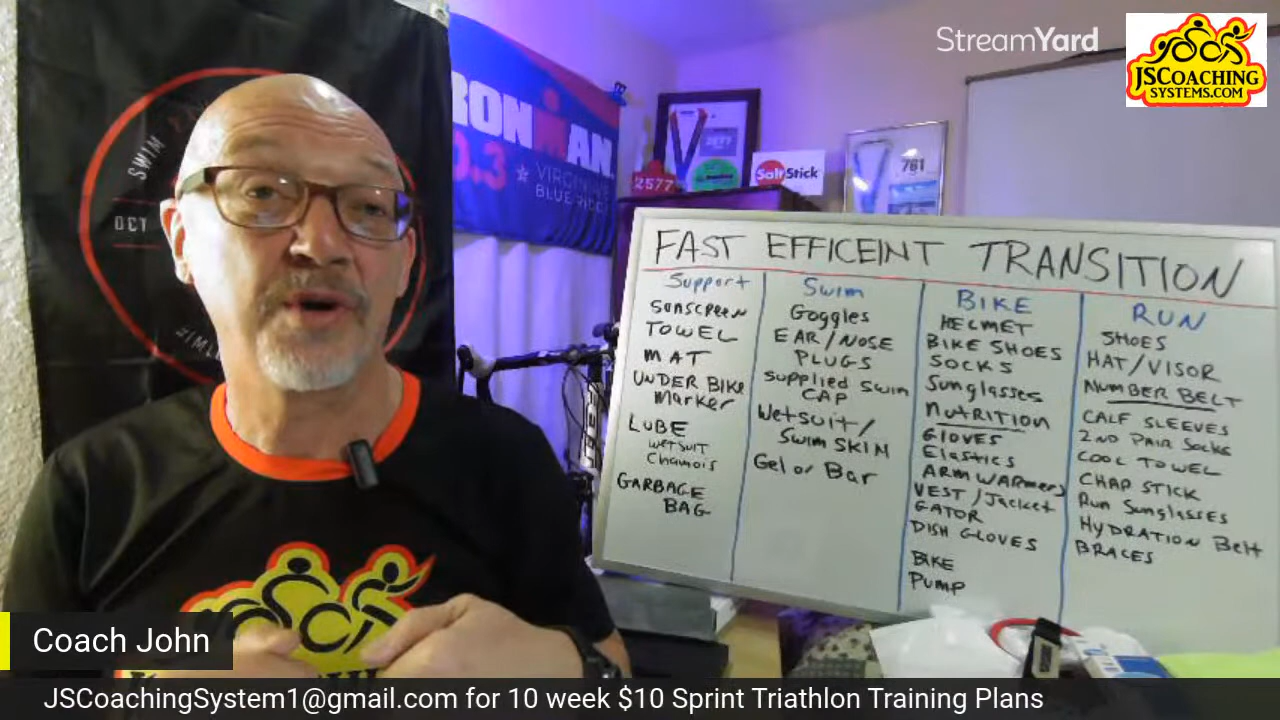 StreamYard
JSCOACHING
SYSTEMS.COM
SWIM
OCT
IRONMAN
70.3
VIRGINIA'S
BLUE RIDGE
2577
SaltStick
781
FAST EFFICEINT TRANSITION
Support
SUNSCREEN
TOWEL
MAT
UNDER BIKE
MARKER
LUBE
WETSUIT
Chamois
GARBAGE
BAG
Swim
Goggles
EAR/NOSE
PLUGS
Supplied Swim
CAP
Wetsuit/
Swim SKIN
Gel or Bar
BIKE
HELMET
BIKE SHOES
SOCKS
Sunglasses
NUTRITION
GLOVES
Elastics
ARM WARMERS
VEST/Jacket
GATOR
DISH GLOVES
BIKE
PUMP
RUN
SHOES
HAT/VISOR
NUMBER BELT
CALF SLEEVES
2ND PAIR SOCKS
COOL TOWEL
CHAP STICK
Run Sunglasses
HYDRATION Belt
BRACES
Coach John
JSCoachingSystem1@gmail.com for 10 week $10 Sprint Triathlon Training Plans